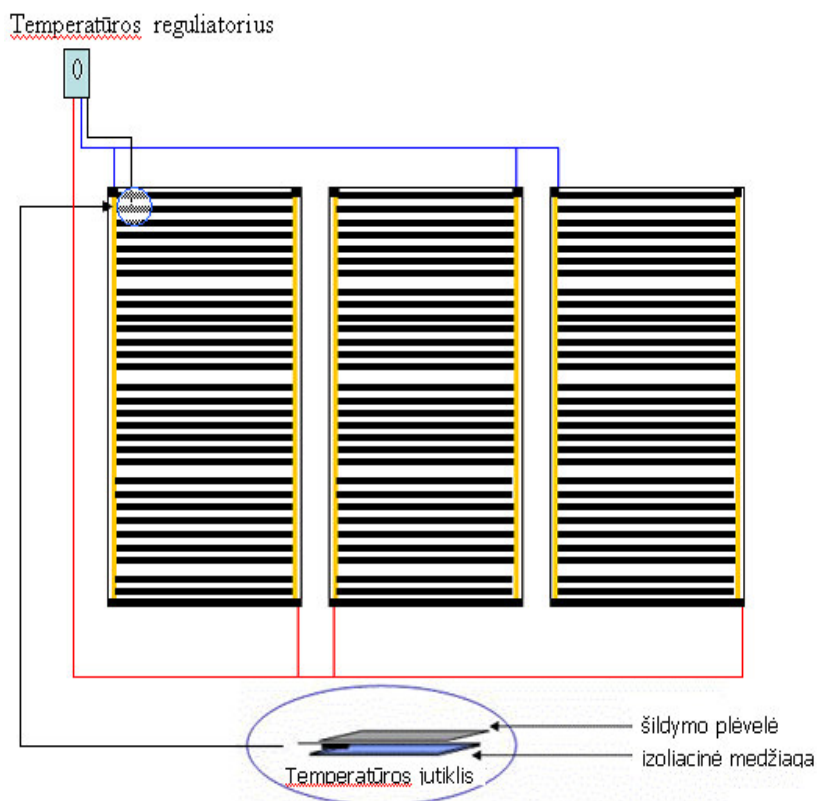 Temperatūros reguliatorius
0
šildymo plėvelė
izoliacinė medžiaga
Temperatūros jutiklis